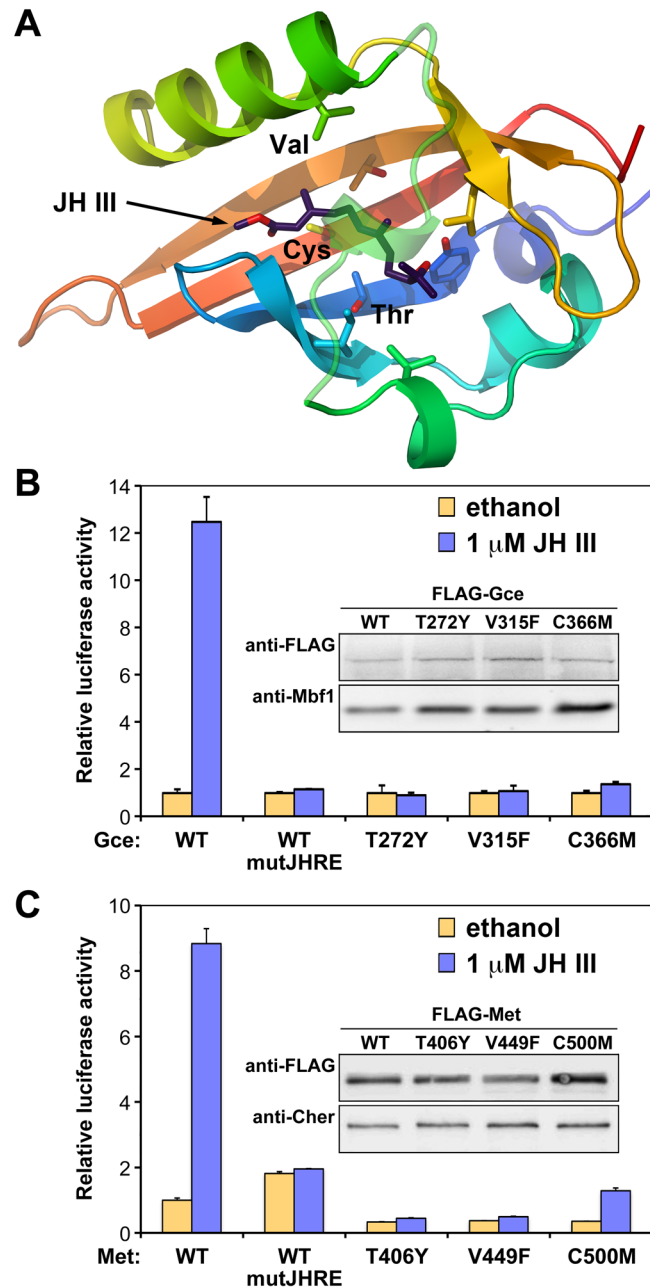 A
Val
JH III
Cys
Thr
B
14
12
10
8
6
4
2
0
Relative luciferase activity
ethanol
1 μM JH III
FLAG-Gce
WT T272Y V315F C366M
anti-FLAG
anti-Mbf1
Gce: WT WT T272Y V315F C366M
mutJHRE
C
10
8
6
4
2
0
Relative luciferase activity
ethanol
1 μM JH III
FLAG-Met
WT T406Y V449F C500M
anti-FLAG
anti-Cher
Met: WT WT T406Y V449F C500M
mutJHRE